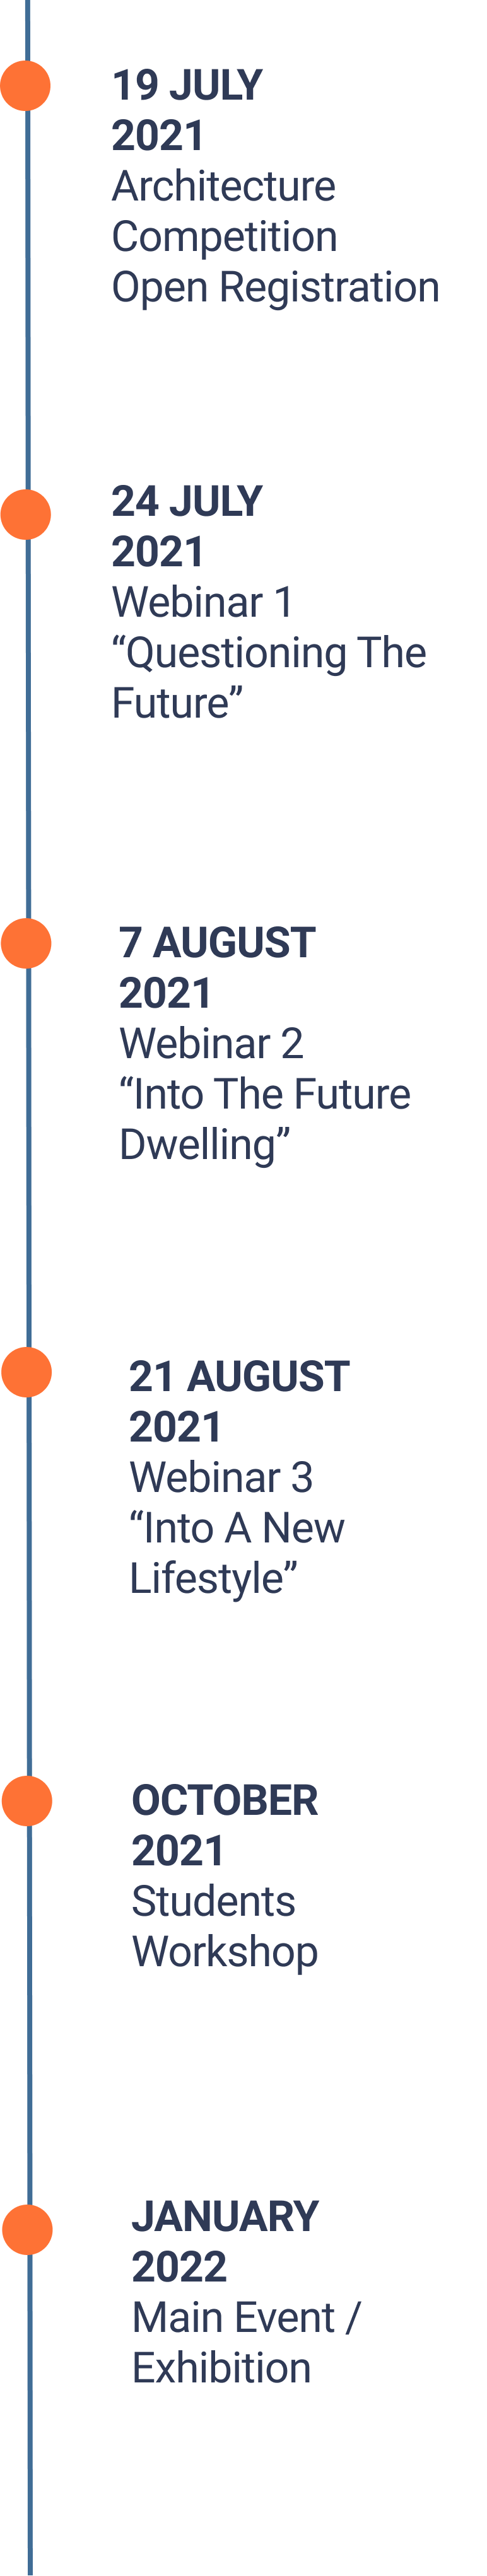 19 JULY
2021
Architecture
Competition
Open Registration
24 JULY
2021
Webinar 1
“Questioning The
Future”
7 AUGUST
2021
Webinar 2
“Into The Future
Dwelling”
21 AUGUST
2021
Webinar 3
“Into A New
Lifestyle”
OCTOBER
2021
Students
Workshop
JANUARY
2022
Main Event /
Exhibition